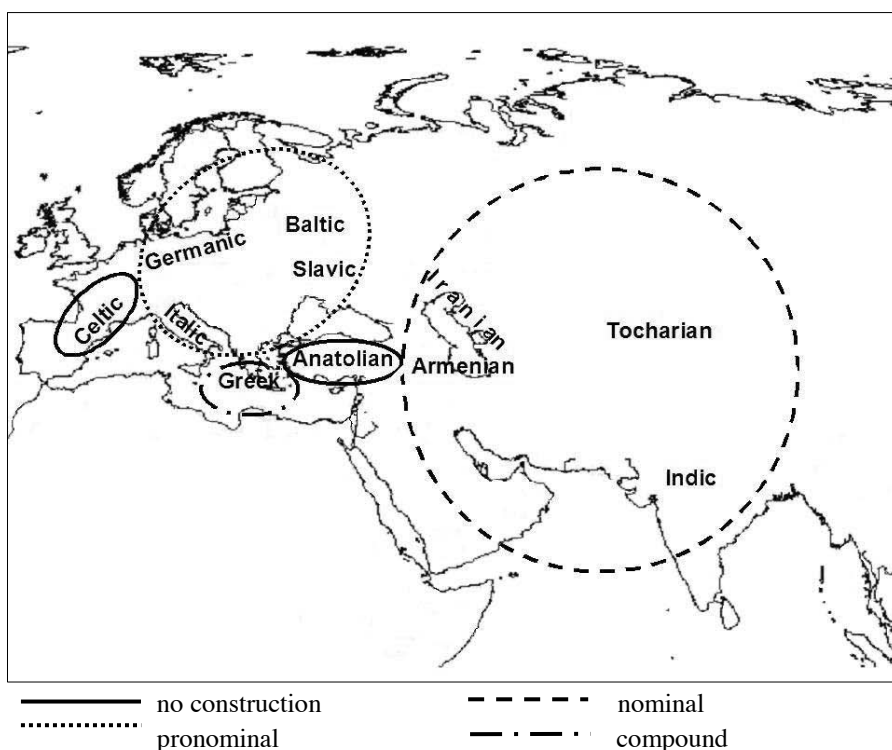 Baltic
Germanic
Slavic
Iranian
Celtic
Italic
Tocharian
Anatolian
Armenian
Greek
Indic
no construction
nominal
pronominal
compound